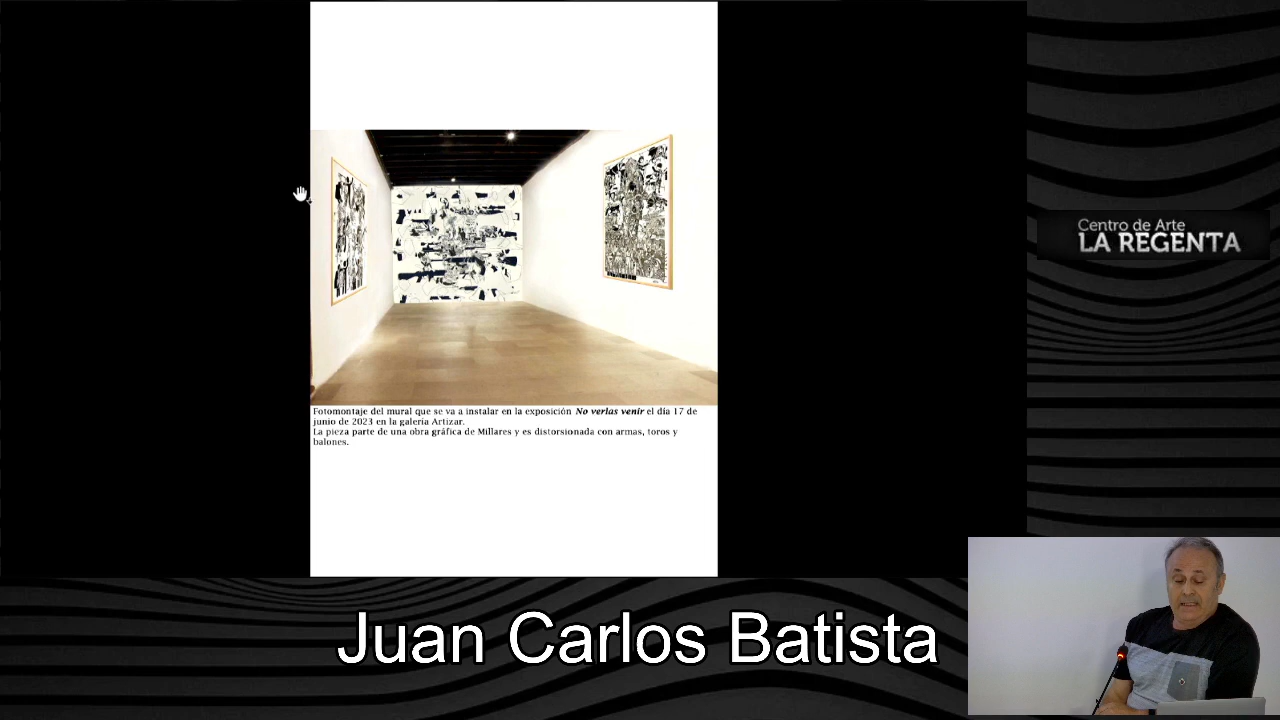 Centro de Arte
LA REGENTA
Fotomontaje del mural que se va a instalar en la exposición No verlas venir el día 17 de
junio de 2023 en la galería Artizar.
La pieza parte de una obra gráfica de Millares y es distorsionada con armas, toros y
balones.
Juan Carlos Batista